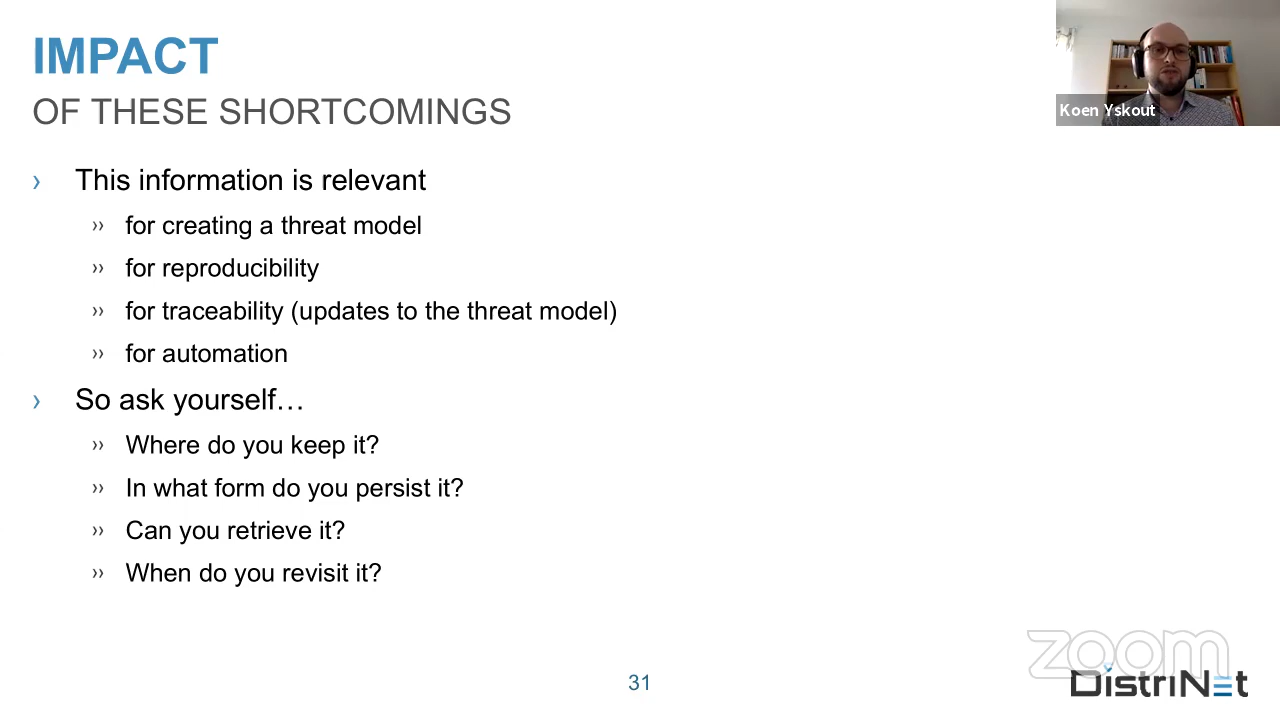 IMPACT
OF THESE SHORTCOMINGS
Koen Yskout
› This information is relevant
›› for creating a threat model
›› for reproducibility
›› for traceability (updates to the threat model)
›› for automation
› So ask yourself…
›› Where do you keep it?
›› In what form do you persist it?
›› Can you retrieve it?
›› When do you revisit it?
zoom
31
DistriNet